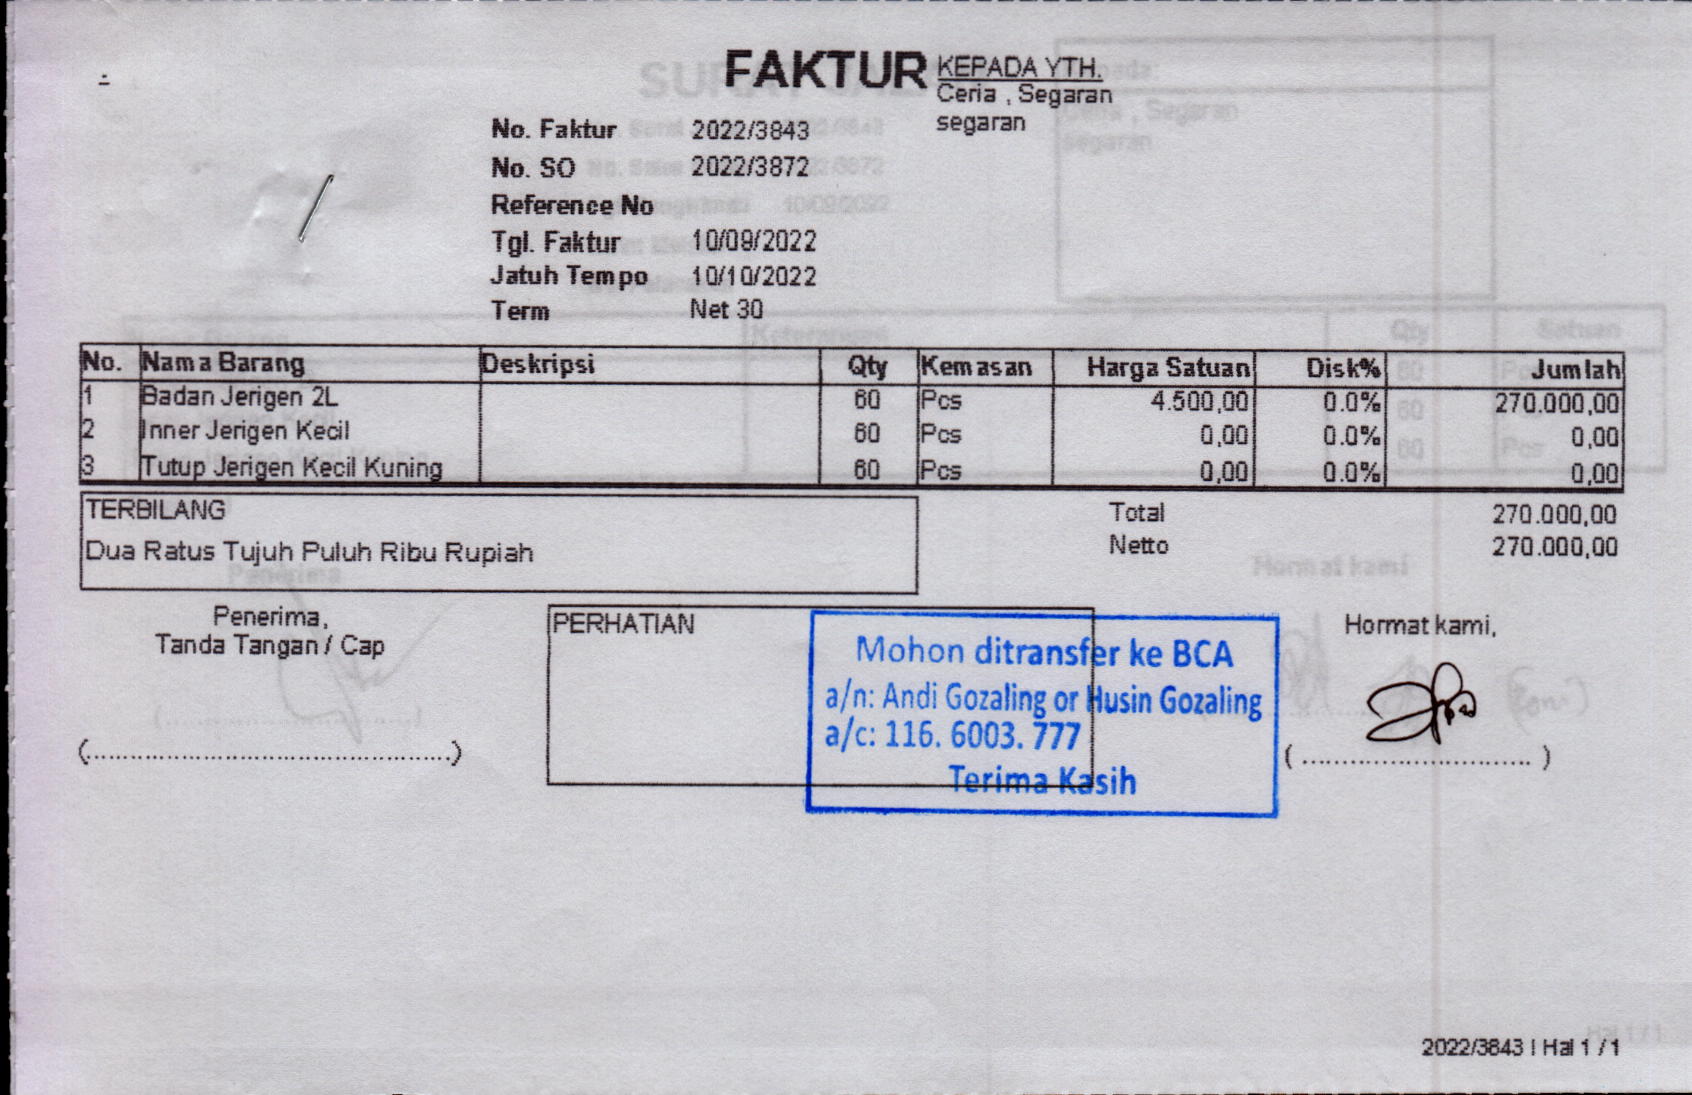 FAKTUR
KEPADA YTH.
Ceria , Segaran
segaran
No. Faktur 2022/3843
No. SO 2022/3872
Reference No
Tgl. Faktur 10/09/2022
Jatuh Tempo 10/10/2022
Term Net 30
No. Nama Barang Deskripsi Qty Kemasan Harga Satuan Disk% Jumlah
1 Badan Jerigen 2L 60 Pcs 4.500,00 0.0% 270.000,00
2 Inner Jerigen Kecil 60 Pcs 0,00 0.0% 0,00
3 Tutup Jerigen Kecil Kuning 60 Pcs 0,00 0.0% 0,00
TERBILANG
Dua Ratus Tujuh Puluh Ribu Rupiah
Total 270.000,00
Netto 270.000,00
Penerima,
Tanda Tangan / Cap
PERHATIAN
Mohon ditransfer ke BCA
a/n: Andi Gozaling or Husin Gozaling
a/c: 116. 6003. 777
Terima Kasih
Hormat kami,
2022/3843 | Hal 1 / 1